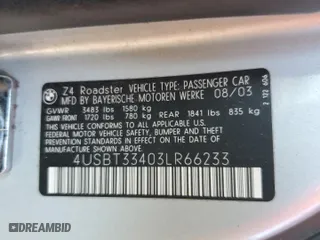 Z4 Roadster VEHICLE TYPE: PASSENGER CAR
MFD BY BAYERISCHE MOTOREN WERKE 08/03
GVWR 3483 lbs 1580 kg
GAWR FRONT 1720 lbs 780 kg REAR 1841 lbs 835 kg
THIS VEHICLE CONFORMS TO ALL APPLICABLE FEDERAL MOTOR
VEHICLE SAFETY, BUMPER AND THEFT PREVENTION STANDARDS
IN EFFECT ON THE DATE OF MANUFACTURE SHOWN ABOVE.
4USBT33403LR66233
DREAMBID